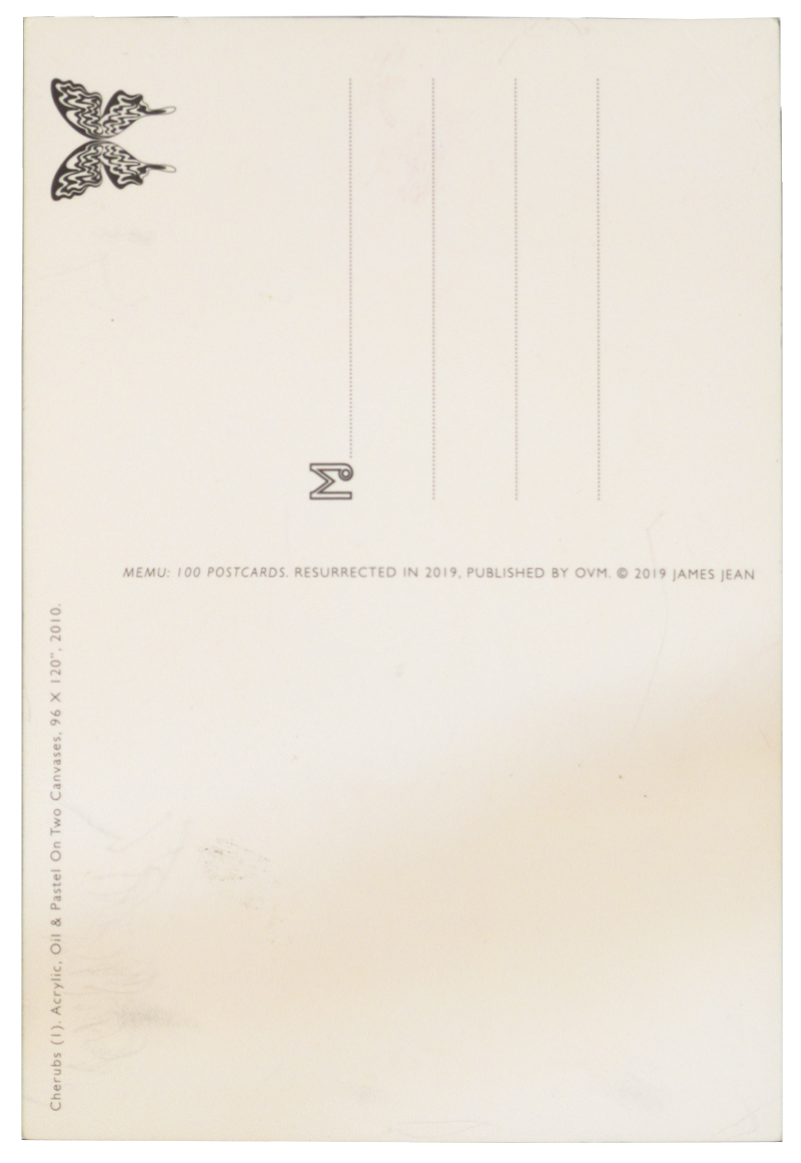 Cherubs (1). Acrylic, Oil & Pastel On Two Canvases, 96 X 120", 2010.
MEMU: 100 POSTCARDS. RESURRECTED IN 2019, PUBLISHED BY OVM. © 2019 JAMES JEAN